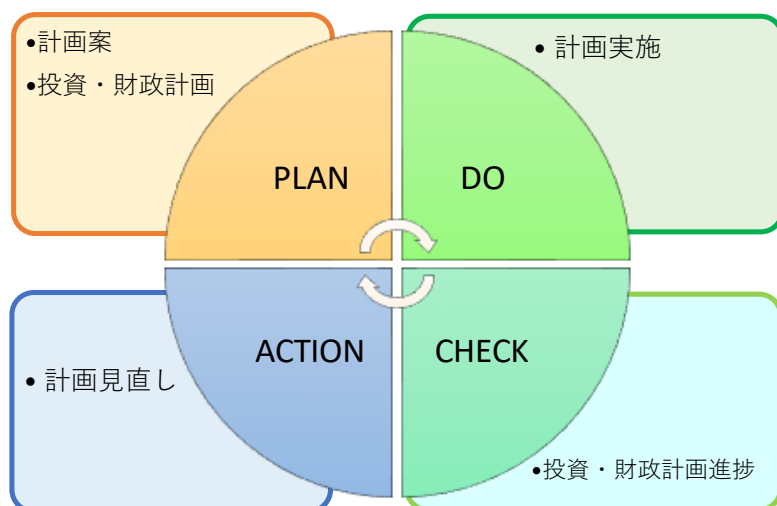 •計画案
•投資・財政計画
PLAN
• 計画実施
DO
ACTION
• 計画見直し
CHECK
•投資・財政計画進捗